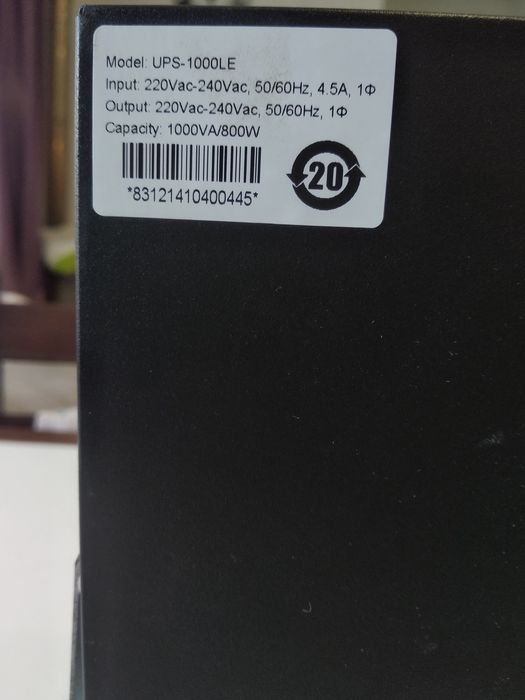 Model: UPS-1000LE
Input: 220Vac-240Vac, 50/60Hz, 4.5A, 1Φ
Output: 220Vac-240Vac, 50/60Hz, 1Φ
Capacity: 1000VA/800W
20
*83121410400445*